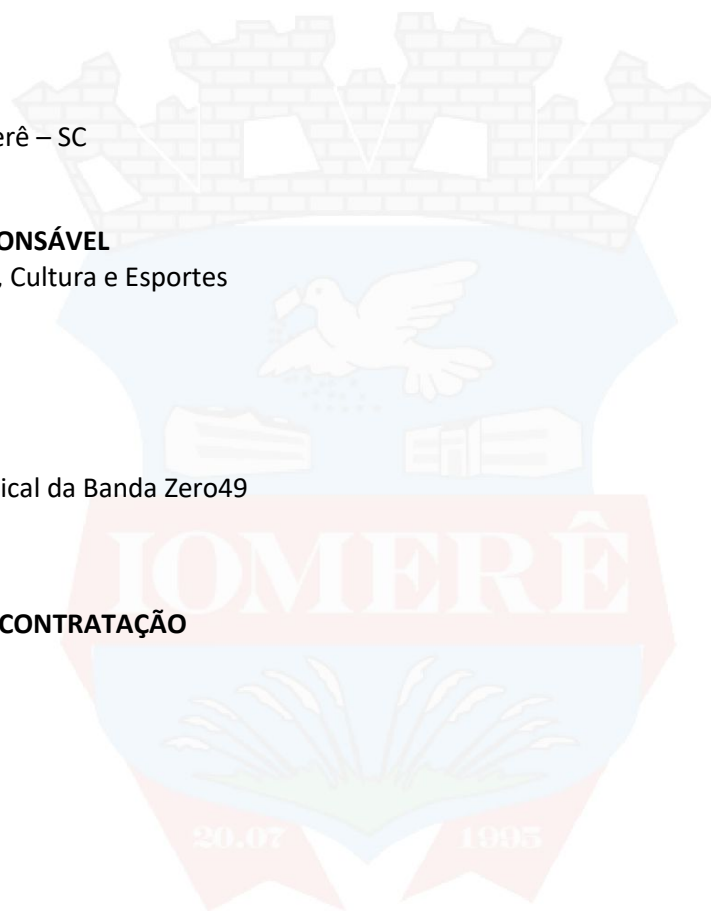 erê – SC
ONSÁVEL
, Cultura e Esportes
ical da Banda Zero49
IOMERÊ
CONTRATAÇÃO
20.07 1995